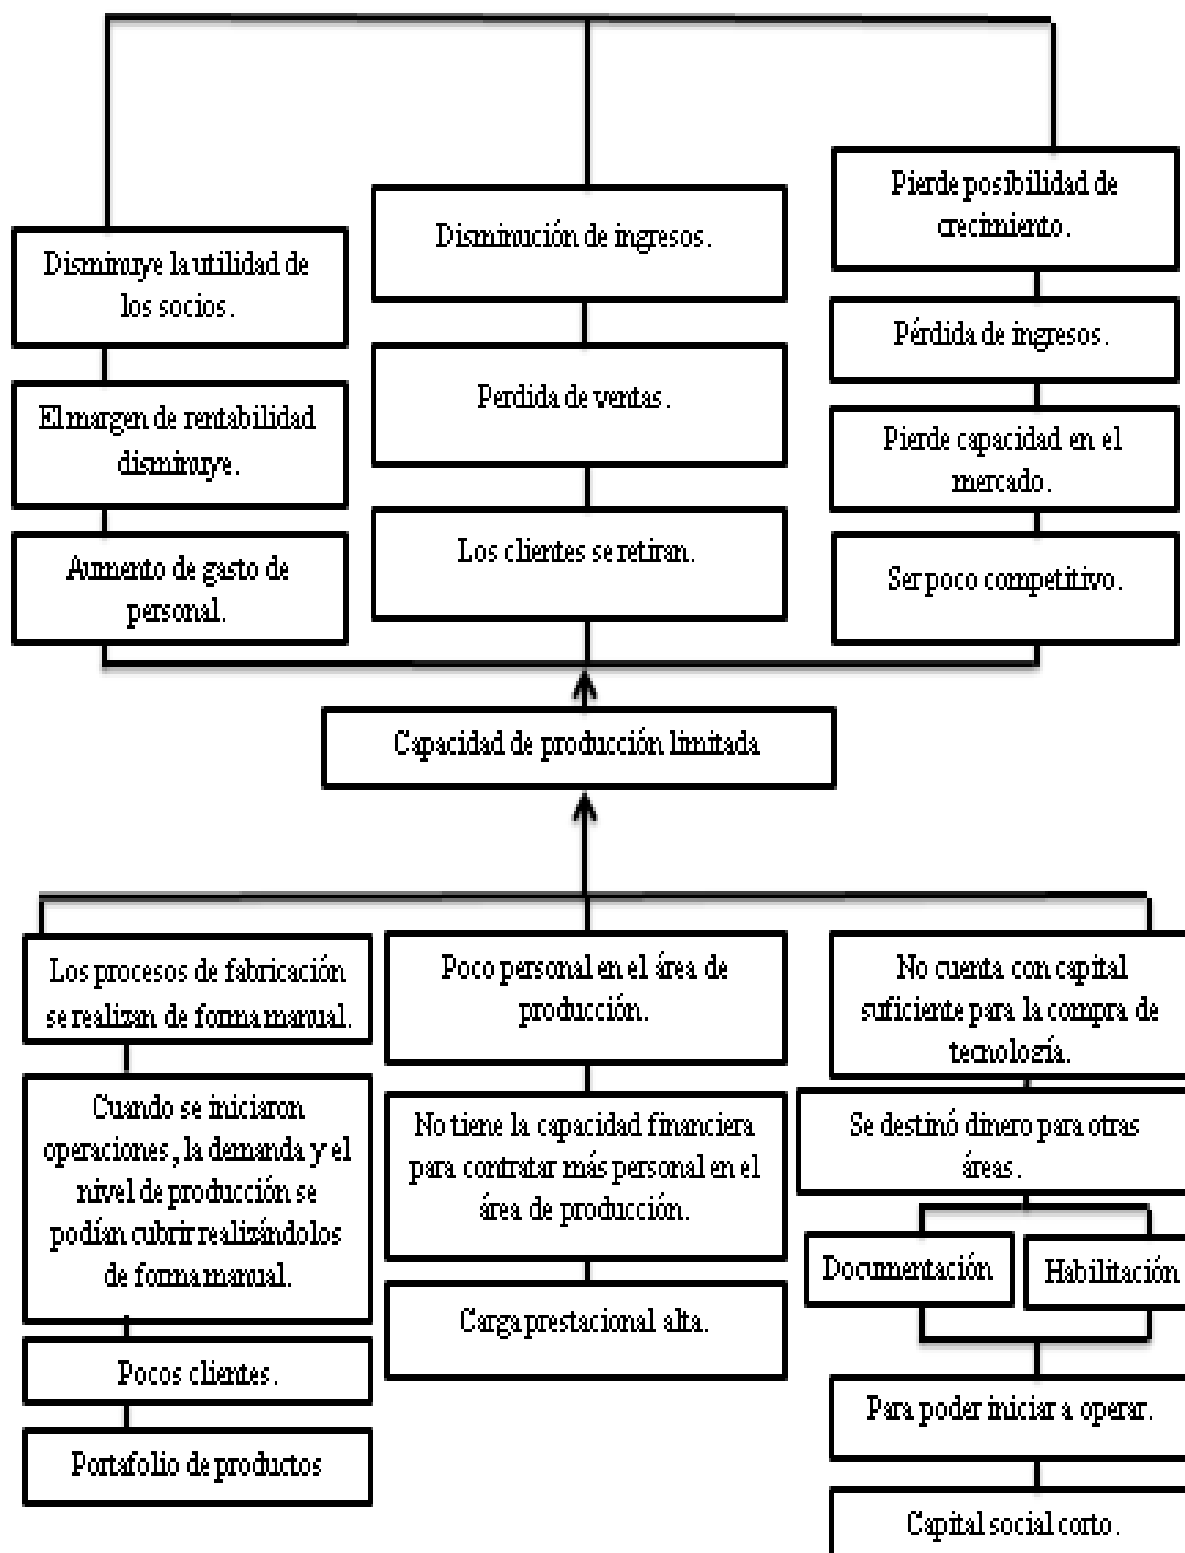 Disminuye la utilidad de
los socios.
El margen de rentabilidad
disminuye.
Aumento de gasto de
personal.
Disminución de ingresos.
Perdida de ventas.
Los clientes se retiran.
Pierde posibilidad de
crecimiento.
Pérdida de ingresos.
Pierde capacidad en el
mercado.
Ser poco competitivo.
Capacidad de producción limitada
Los procesos de fabricación
se realizan de forma manual.
Cuando se iniciaron
operaciones, la demanda y el
nivel de producción se
podían cubrir realizándolos
de forma manual.
Pocos clientes.
Portafolio de productos
Poco personal en el área de
producción.
No tiene la capacidad financiera
para contratar más personal en el
área de producción.
Carga prestacional alta.
No cuenta con capital
suficiente para la compra de
tecnología.
Se destinó dinero para otras
áreas.
Documentación
Habilitación
Para poder iniciar a operar.
Capital social corto.